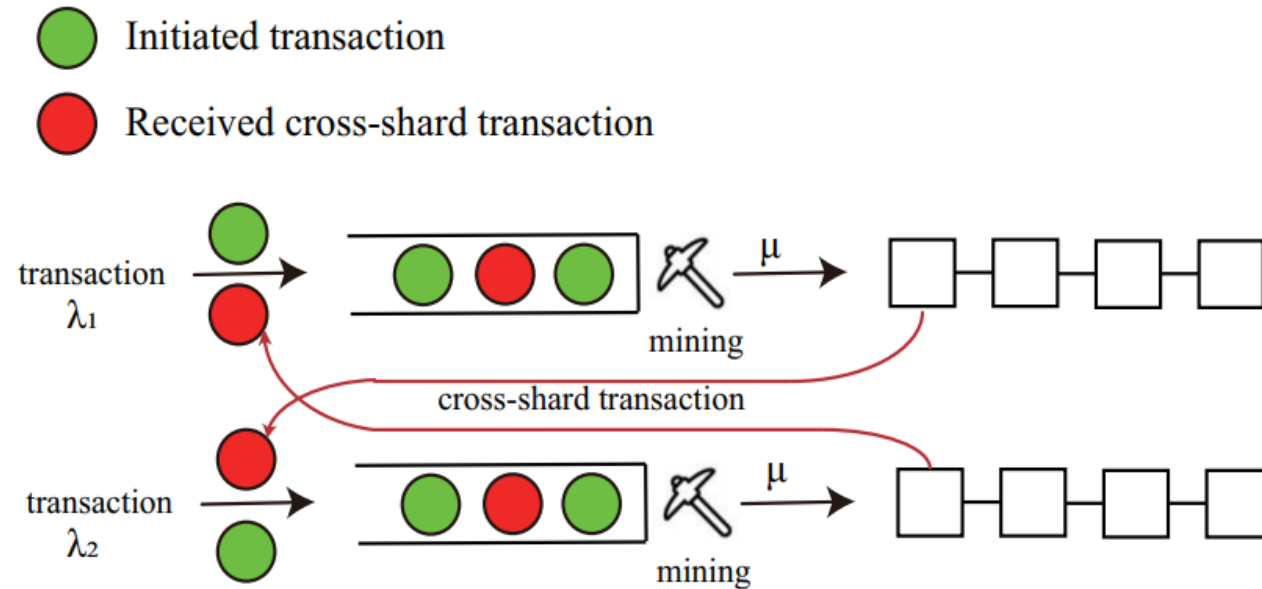 Initiated transaction
Received cross-shard transaction
transaction
λ₁
μ
mining
cross-shard transaction
transaction
λ₂
μ
mining